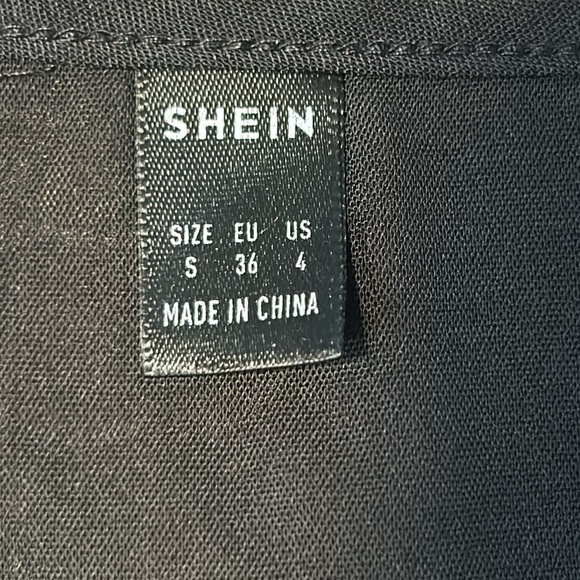 SHEIN
SIZE EU US
S 36 4
MADE IN CHINA